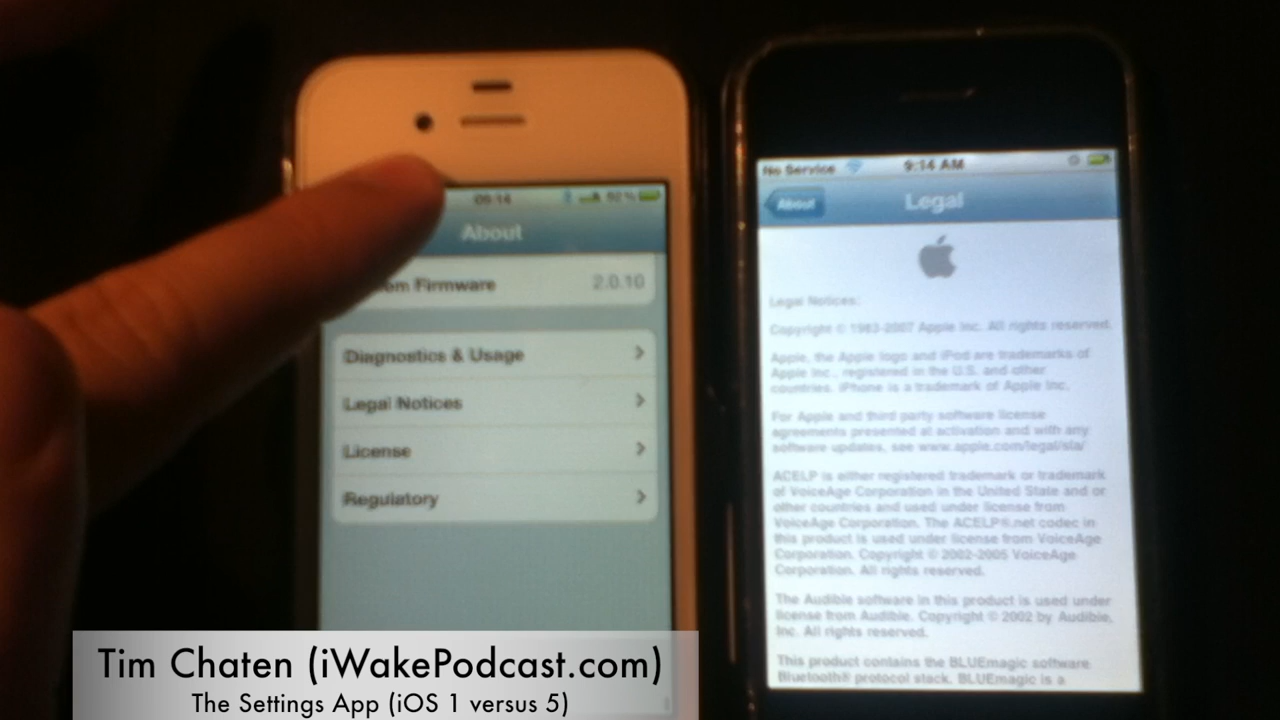 09:14
92%
About
em Firmware
2.0.10
Diagnostics & Usage
Legal Notices
License
Regulatory
No Service
9:14 AM
About
Legal
Legal Notices:
Copyright © 1983-2007 Apple Inc. All rights reserved.
Apple, the Apple logo and iPod are trademarks of
Apple Inc., registered in the U.S. and other
countries. iPhone is a trademark of Apple Inc.
For Apple and third party software license
agreements presented at activation and with any
software updates, see www.apple.com/legal/sla/
ACELP is either registered trademark or trademark
of VoiceAge Corporation in the United State and or
other countries and used under license from
VoiceAge Corporation. The ACELP®.net codec in
this product is used under license from VoiceAge
Corporation. Copyright © 2002-2005 VoiceAge
Corporation. All rights reserved.
The Audible software in this product is used under
license from Audible. Copyright © 2002 by Audible,
Inc. All rights reserved.
This product contains the BLUEmagic software
Bluetooth® protocol stack. BLUEmagic is a
Tim Chaten (iWakePodcast.com)
The Settings App (iOS 1 versus 5)